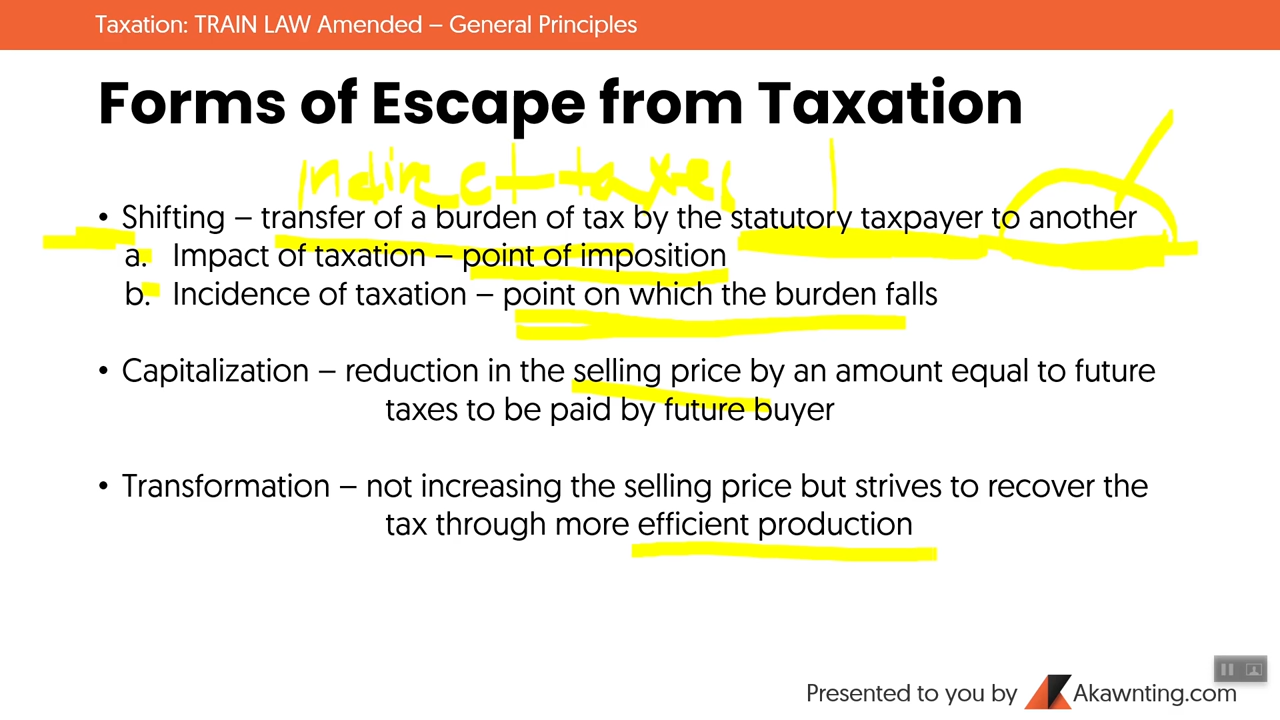 Taxation: TRAIN LAW Amended – General Principles
Forms of Escape from Taxation
Indirect taxes
• Shifting – transfer of a burden of tax by the statutory taxpayer to another
a. Impact of taxation – point of imposition
b. Incidence of taxation – point on which the burden falls
• Capitalization – reduction in the selling price by an amount equal to future
taxes to be paid by future buyer
• Transformation – not increasing the selling price but strives to recover the
tax through more efficient production
Presented to you by Akawnting.com